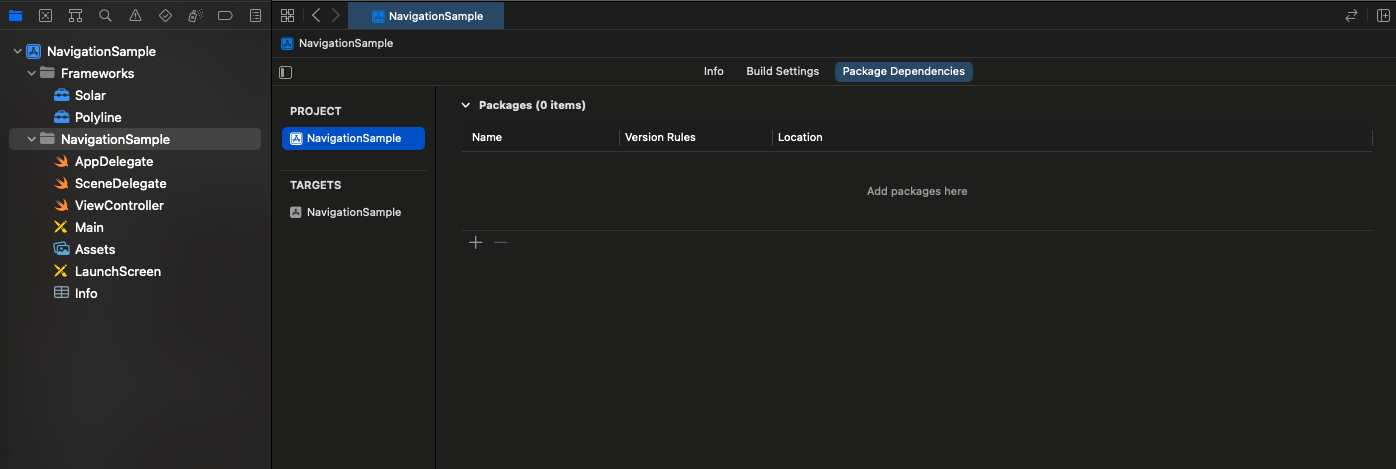 NavigationSample
NavigationSample
NavigationSample
Frameworks
Solar
Polyline
NavigationSample
AppDelegate
SceneDelegate
ViewController
Main
Assets
LaunchScreen
Info
Info Build Settings Package Dependencies
PROJECT
NavigationSample
TARGETS
NavigationSample
Packages (0 items)
Name Version Rules Location
Add packages here